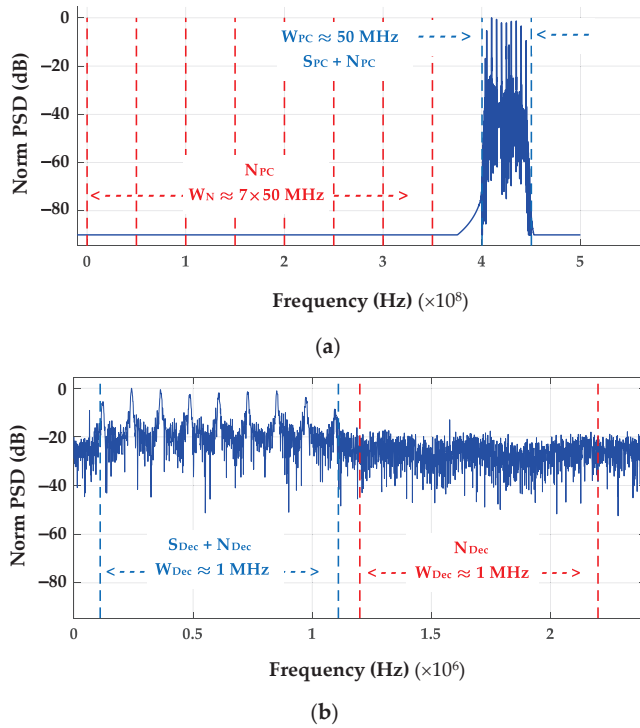 0
−20
−40
−60
−80
Norm PSD (dB)
WPC ≈ 50 MHz
SPC + NPC
NPC
WN ≈ 7×50 MHz
0 1 2 3 4 5
Frequency (Hz) (×10⁸)
(a)
0
−20
−40
−60
−80
Norm PSD (dB)
SDec + NDec
WDec ≈ 1 MHz
NDec
WDec ≈ 1 MHz
0 0.5 1 1.5 2
Frequency (Hz) (×10⁶)
(b)